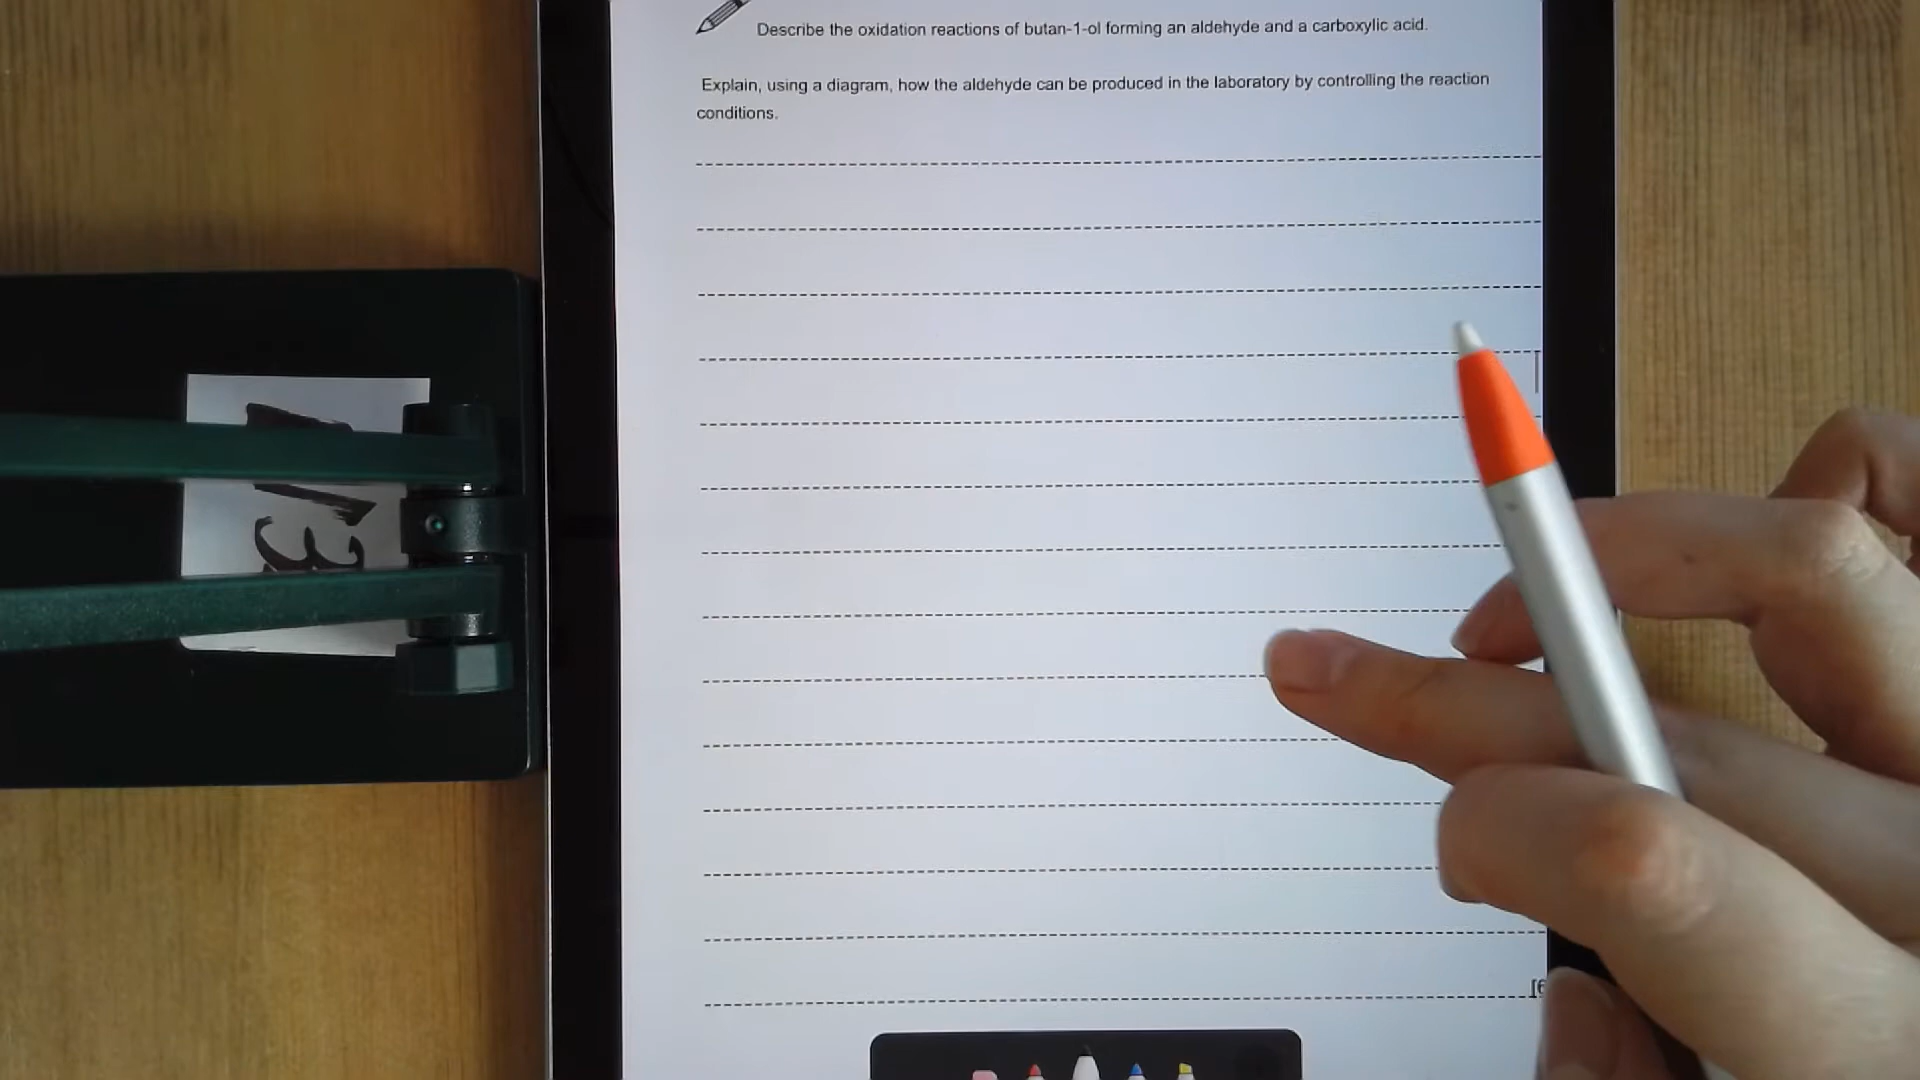 Describe the oxidation reactions of butan-1-ol forming an aldehyde and a carboxylic acid.
Explain, using a diagram, how the aldehyde can be produced in the laboratory by controlling the reaction
conditions.
[6